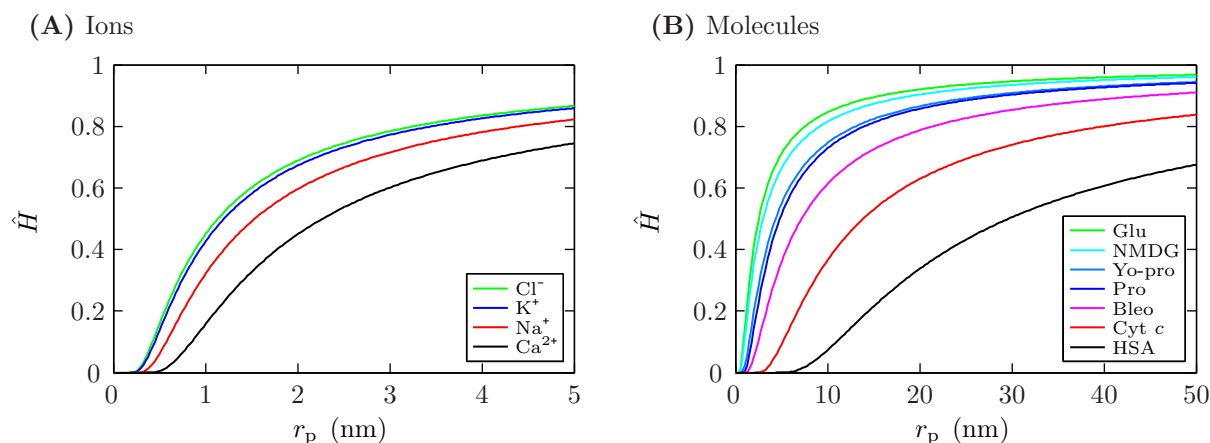 (A) Ions
1
0.8
0.6
0.4
0.2
0
Ĥ
0 1 2 3 4 5
r_p (nm)
Cl⁻
K⁺
Na⁺
Ca²⁺
(B) Molecules
1
0.8
0.6
0.4
0.2
0
Ĥ
0 10 20 30 40 50
r_p (nm)
Glu
NMDG
Yo-pro
Pro
Bleo
Cyt c
HSA